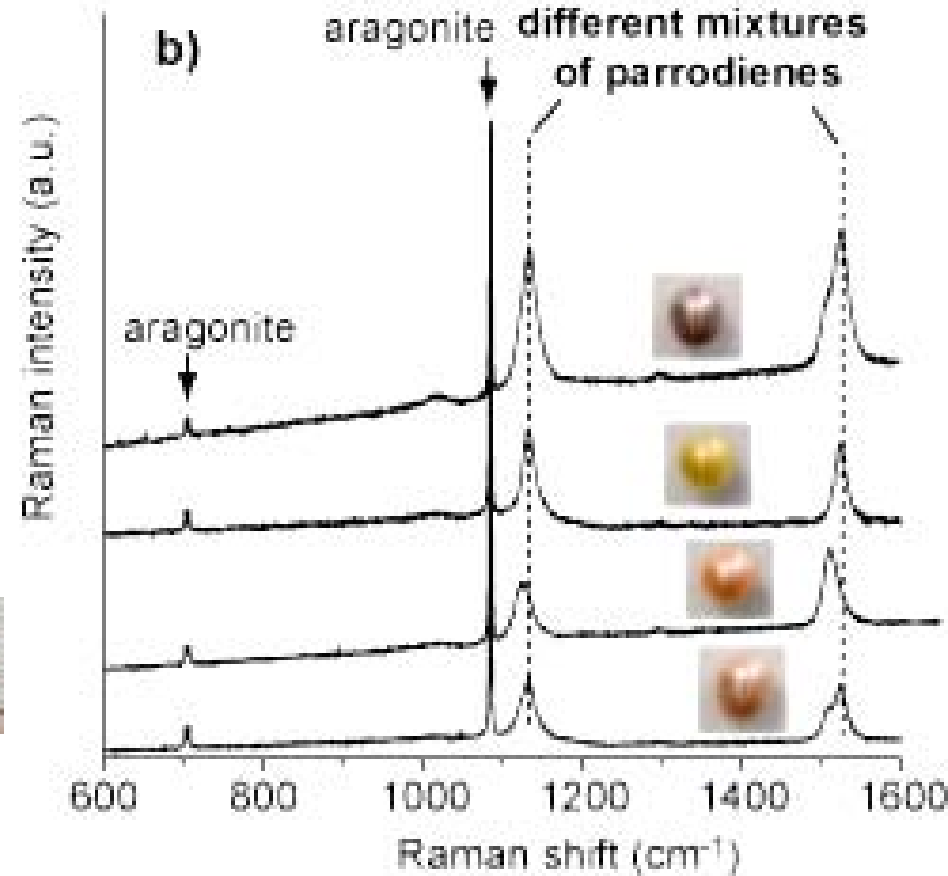 b)
aragonite
different mixtures
of parrodienes
aragonite
Raman intensity (a.u.)
600 800 1000 1200 1400 1600
Raman shift (cm⁻¹)